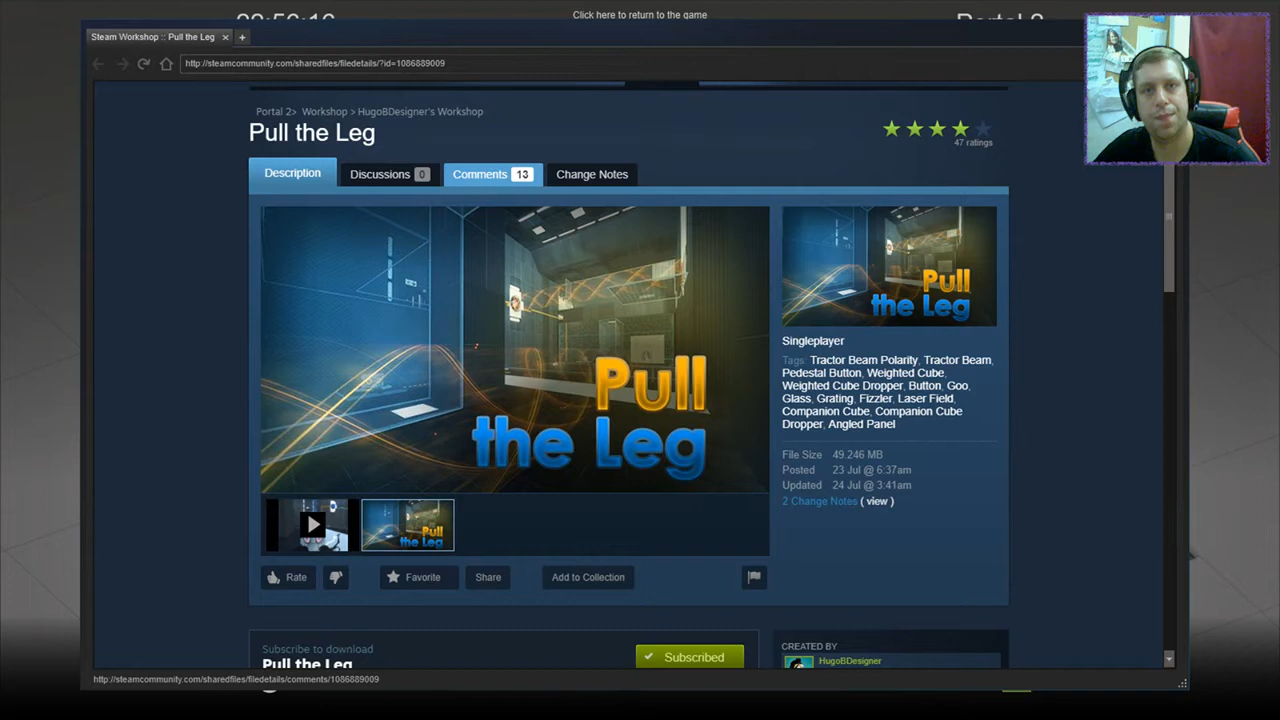 Click here to return to the game
Portal 2
Steam Workshop :: Pull the Leg
http://steamcommunity.com/sharedfiles/filedetails/?id=1086889009
Portal 2> Workshop > HugoBDesigner's Workshop
Pull the Leg
47 ratings
Description
Discussions 0
Comments 13
Change Notes
Pull
the Leg
Pull
the Leg
Singleplayer
Tags: Tractor Beam Polarity, Tractor Beam,
Pedestal Button, Weighted Cube,
Weighted Cube Dropper, Button, Goo,
Glass, Grating, Fizzler, Laser Field,
Companion Cube, Companion Cube
Dropper, Angled Panel
File Size 49.246 MB
Posted 23 Jul @ 6:37am
Updated 24 Jul @ 3:41am
2 Change Notes ( view )
Pull
the Leg
Rate
Favorite
Share
Add to Collection
Subscribe to download
Pull the Leg
Subscribed
CREATED BY
HugoBDesigner
http://steamcommunity.com/sharedfiles/filedetails/comments/1086889009